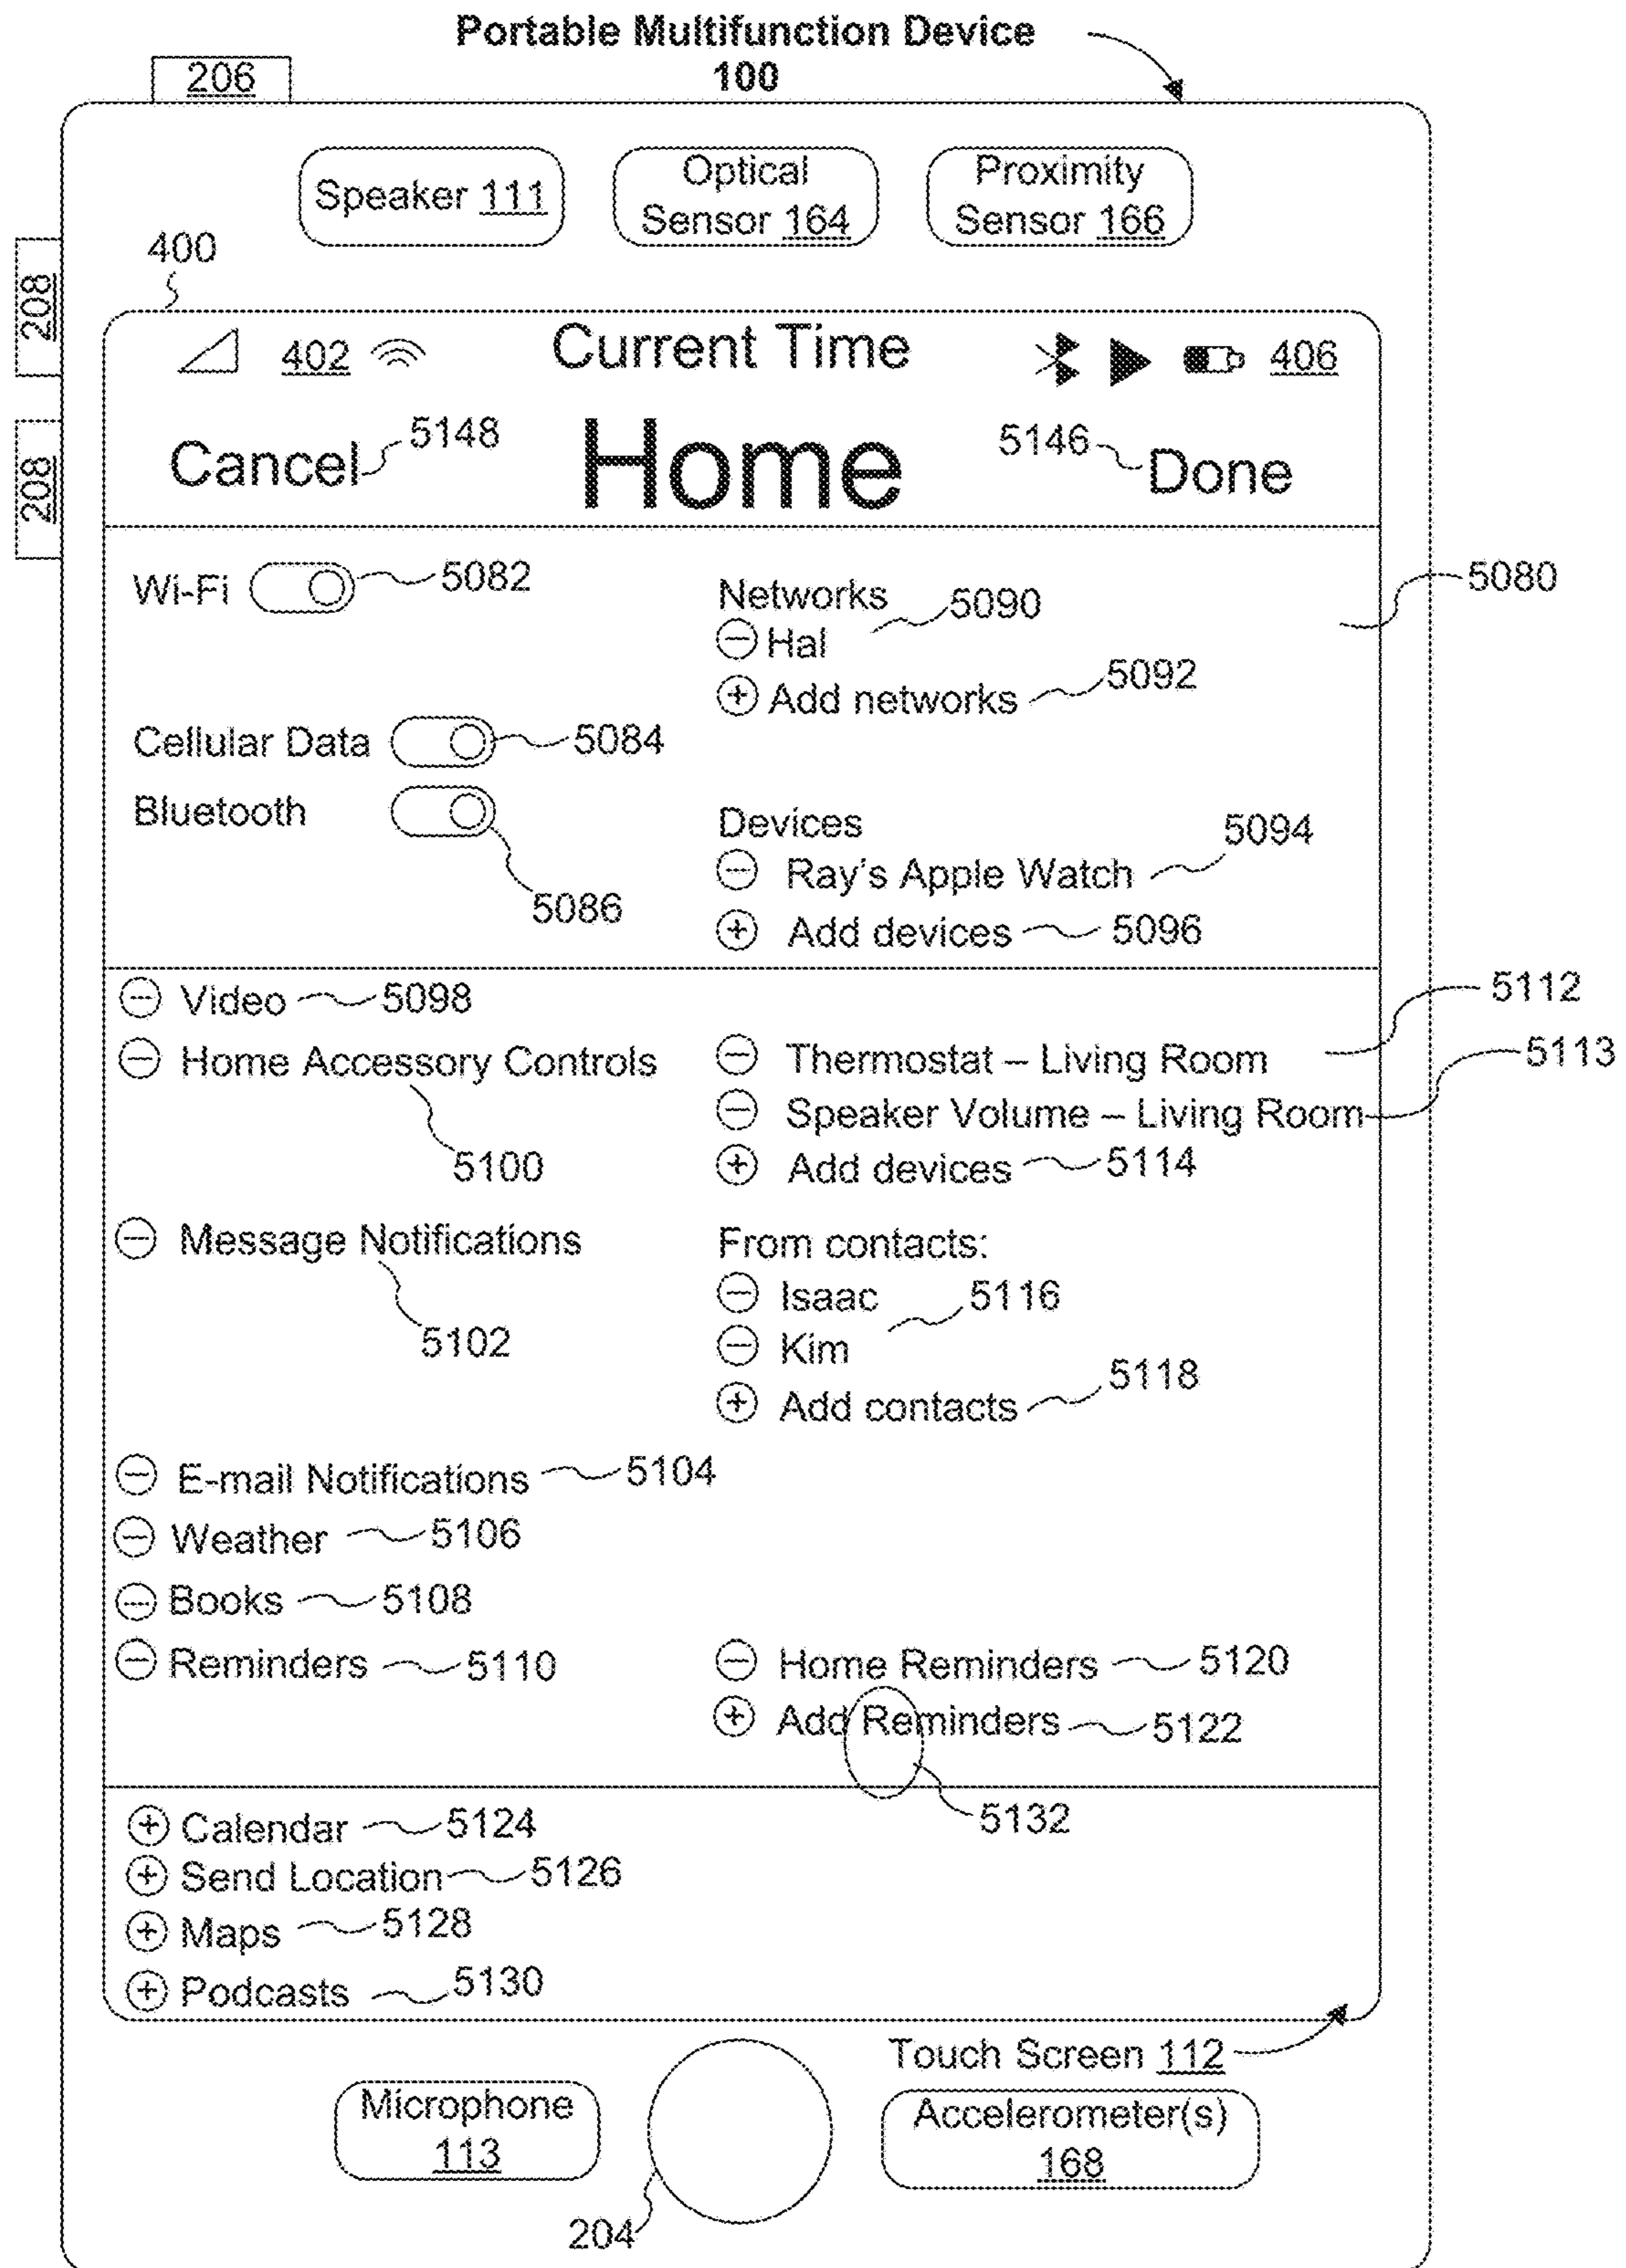 Portable Multifunction Device
100
206
Speaker 111
Optical
Sensor 164
Proximity
Sensor 166
400
208
208
402
Current Time
406
Cancel
5148
Home
5146
Done
Wi-Fi
5082
5080
Networks
5090
Hal
Add networks
5092
Cellular Data
5084
Bluetooth
5086
Devices
5094
Ray's Apple Watch
Add devices
5096
Video
5098
5112
Home Accessory Controls
5100
Thermostat – Living Room
5113
Speaker Volume – Living Room
Add devices
5114
Message Notifications
5102
From contacts:
Isaac
5116
Kim
Add contacts
5118
E-mail Notifications
5104
Weather
5106
Books
5108
Reminders
5110
Home Reminders
5120
Add Reminders
5122
5132
Calendar
5124
Send Location
5126
Maps
5128
Podcasts
5130
Touch Screen 112
Microphone
113
204
Accelerometer(s)
168